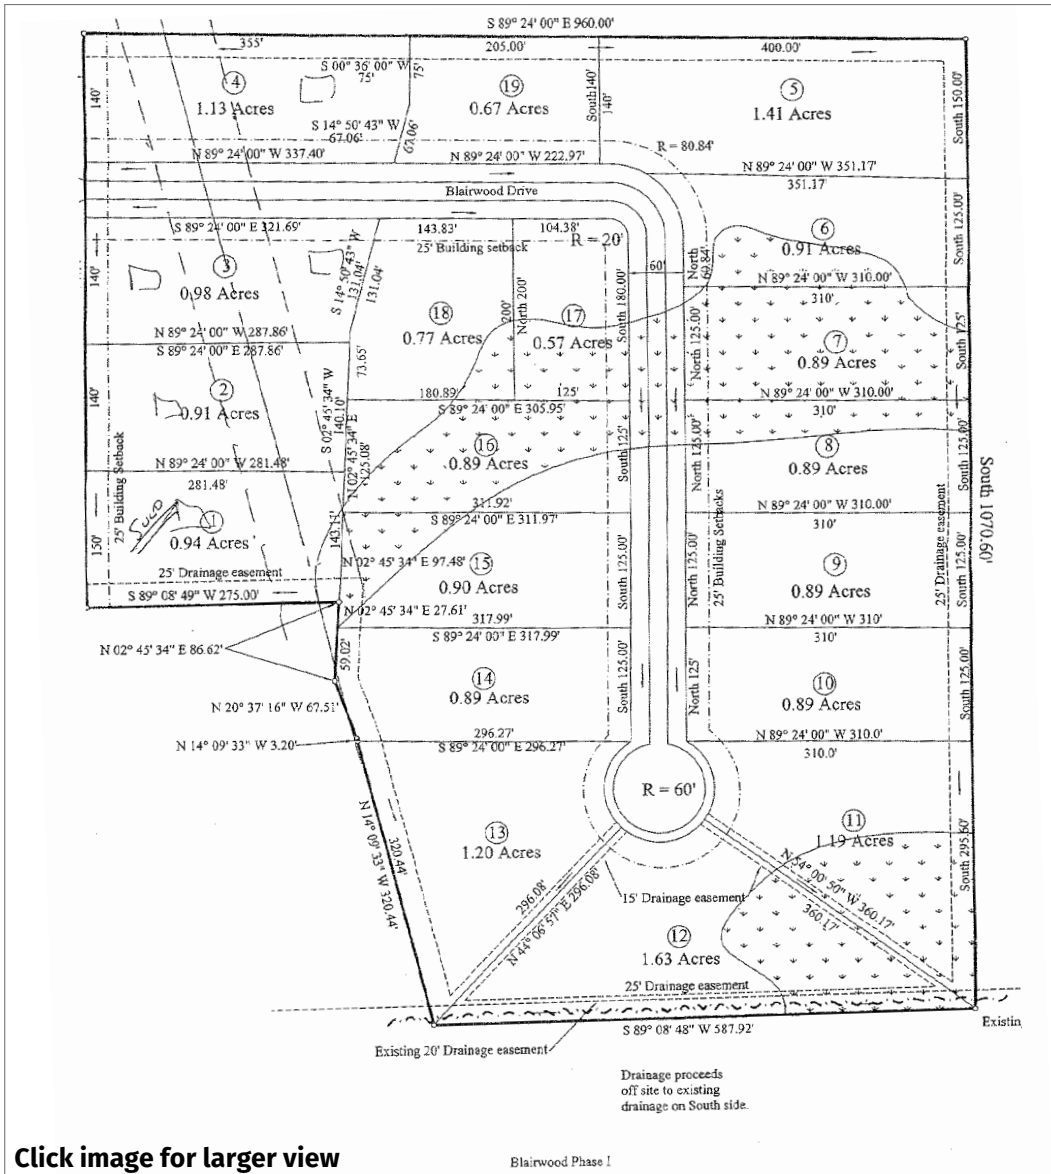 S 89° 24' 00" E 960.00'
355'
205.00'
400.00'
S 00° 36' 00" W
75'
75'
4
1.13 Acres
19
0.67 Acres
5
1.41 Acres
140'
South 140'
140'
South 150.00'
S 14° 50' 43" W
67.06'
67.06'
R = 80.84'
N 89° 24' 00" W 337.40'
N 89° 24' 00" W 222.97'
N 89° 24' 00" W 351.17'
351.17'
Blairwood Drive
S 89° 24' 00" E 321.69'
143.83'
104.38'
25' Building setback
R = 20'
6
0.91 Acres
South 125.00'
140'
3
0.98 Acres
S 14° 50' 43" W
131.04'
131.04'
60'
North
69.84'
N 89° 24' 00" W 310.00'
310'
18
0.77 Acres
200'
North 200'
17
0.57 Acres
South 180.00'
North 125.00'
7
0.89 Acres
South 125'
N 89° 24' 00" W 287.86'
S 89° 24' 00" E 287.86'
73.65'
2
0.91 Acres
140'
180.89'
125'
S 89° 24' 00" E 305.95'
N 89° 24' 00" W 310.00'
310'
S 02° 45' 34" W
140.10'
N 02° 45' 34" E
125.08'
16
0.89 Acres
South 125'
North 125.00'
8
0.89 Acres
South 125.00'
25' Building Setback
N 89° 24' 00" W 281.48'
281.48'
311.92'
S 89° 24' 00" E 311.97'
N 89° 24' 00" W 310.00'
310'
South 1070.60'
SOLD
1
0.94 Acres
150'
143.11'
25' Drainage easement
S 89° 08' 49" W 275.00'
N 02° 45' 34" E 97.48'
15
0.90 Acres
South 125.00'
North 125.00'
25' Building Setbacks
9
0.89 Acres
25' Drainage easement
South 125.00'
N 02° 45' 34" E 27.61'
317.99'
S 89° 24' 00" E 317.99'
N 89° 24' 00" W 310'
310'
N 02° 45' 34" E 86.62'
59.02'
14
0.89 Acres
South 125.00'
North 125'
10
0.89 Acres
South 125.00'
N 20° 37' 16" W 67.51'
N 14° 09' 33" W 3.20'
296.27'
S 89° 24' 00" E 296.27'
N 89° 24' 00" W 310.0'
310.0'
R = 60'
13
1.20 Acres
11
1.19 Acres
South 295.60'
320.44'
N 14° 09' 33" W 320.44'
296.08'
N 44° 06' 57" E 296.08'
N 54° 00' 50" W 360.17'
360.17'
15' Drainage easement
12
1.63 Acres
25' Drainage easement
S 89° 08' 48" W 587.92'
Existin
Existing 20' Drainage easement
Drainage proceeds
off site to existing
drainage on South side.
Click image for larger view
Blairwood Phase I